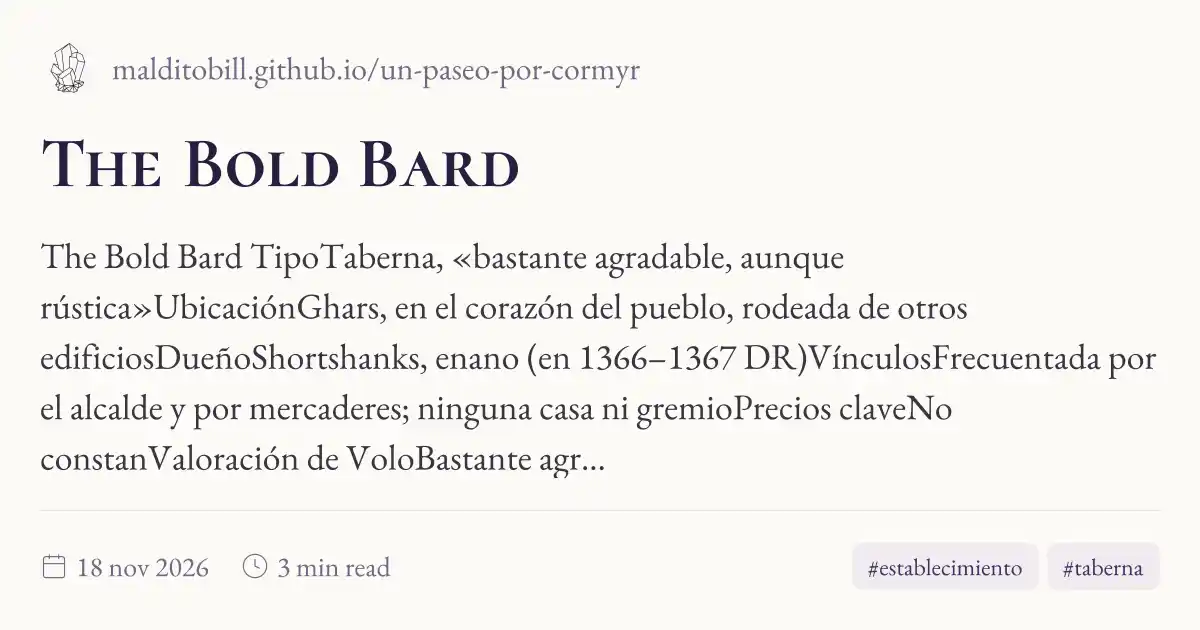 malditobill.github.io/un-paseo-por-cormyr
The Bold Bard
The Bold Bard TipoTaberna, «bastante agradable, aunque
rústica»UbicaciónGhars, en el corazón del pueblo, rodeada de otros
edificiosDueñoShortshanks, enano (en 1366–1367 DR)VínculosFrecuentada por
el alcalde y por mercaderes; ninguna casa ni gremioPrecios claveNo
constanValoración de VoloBastante agr...
18 nov 2026
3 min read
#establecimiento
#taberna